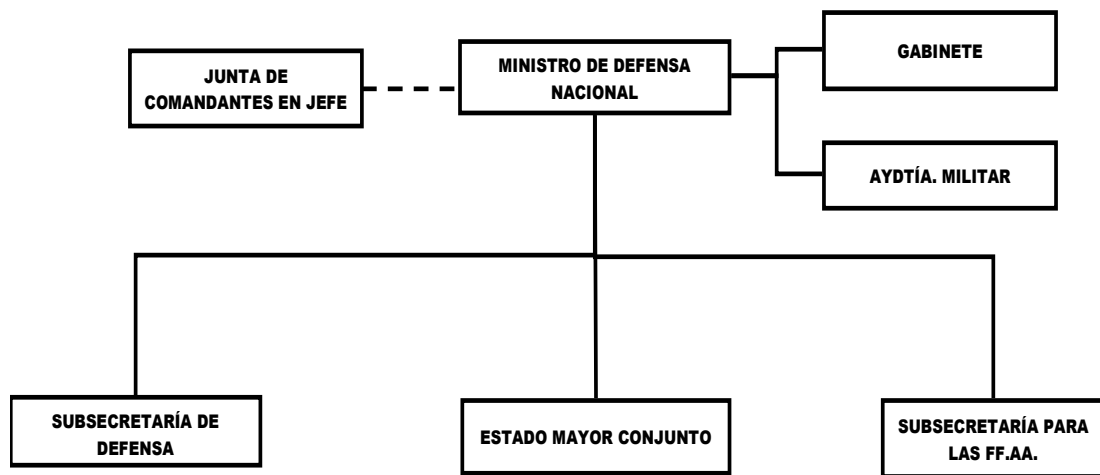 JUNTA DE
COMANDANTES EN JEFE
MINISTRO DE DEFENSA
NACIONAL
GABINETE
AYDTÍA. MILITAR
SUBSECRETARÍA DE
DEFENSA
ESTADO MAYOR CONJUNTO
SUBSECRETARÍA PARA
LAS FF.AA.